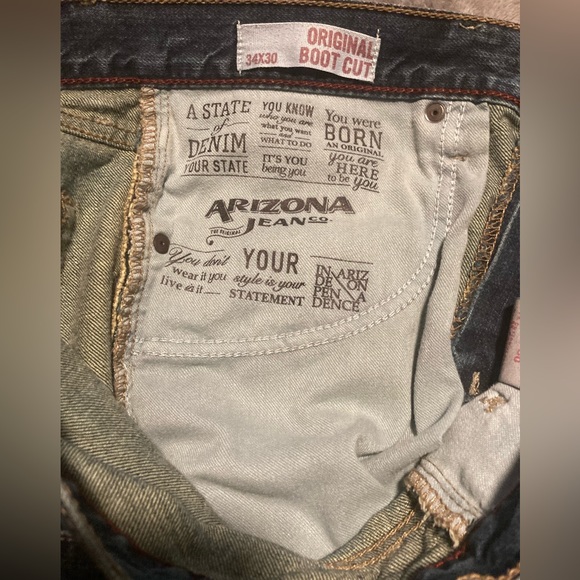 ORIGINAL
34X30 BOOT CUT
A STATE
of
DENIM
YOUR STATE
YOU KNOW
who you are
what you want
and
WHAT TO DO
IT'S YOU
being you
You were
BORN
AN ORIGINAL
you are
HERE
to be you
ARIZONA
JEAN CO.
THE ORIGINAL
You don't
wear it you
live in it
YOUR
style is your
STATEMENT
IN ARIZ
DE ON
PEN A
DENCE